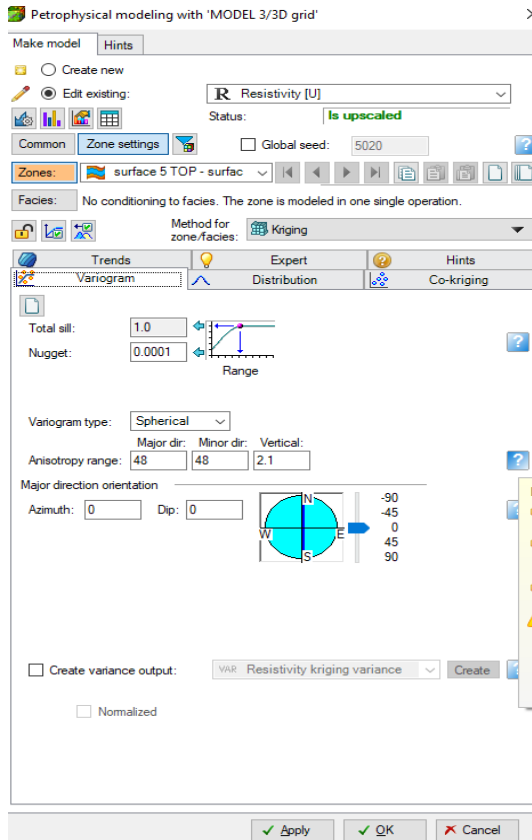 Petrophysical modeling with 'MODEL 3/3D grid'
Make model Hints
Create new
Edit existing: R Resistivity [U]
Status: Is upscaled
Common Zone settings Global seed: 5020
Zones: surface 5 TOP - surfac
Facies: No conditioning to facies. The zone is modeled in one single operation.
Method for zone/facies: Kriging
Trends Expert Hints
Variogram Distribution Co-kriging
Total sill: 1.0
Nugget: 0.0001
Range
Variogram type: Spherical
Major dir: Minor dir: Vertical:
Anisotropy range: 48 48 2.1
Major direction orientation
Azimuth: 0 Dip: 0
N
W E
S
-90
-45
0
45
90
Create variance output: VAR Resistivity kriging variance Create
Normalized
Apply OK Cancel